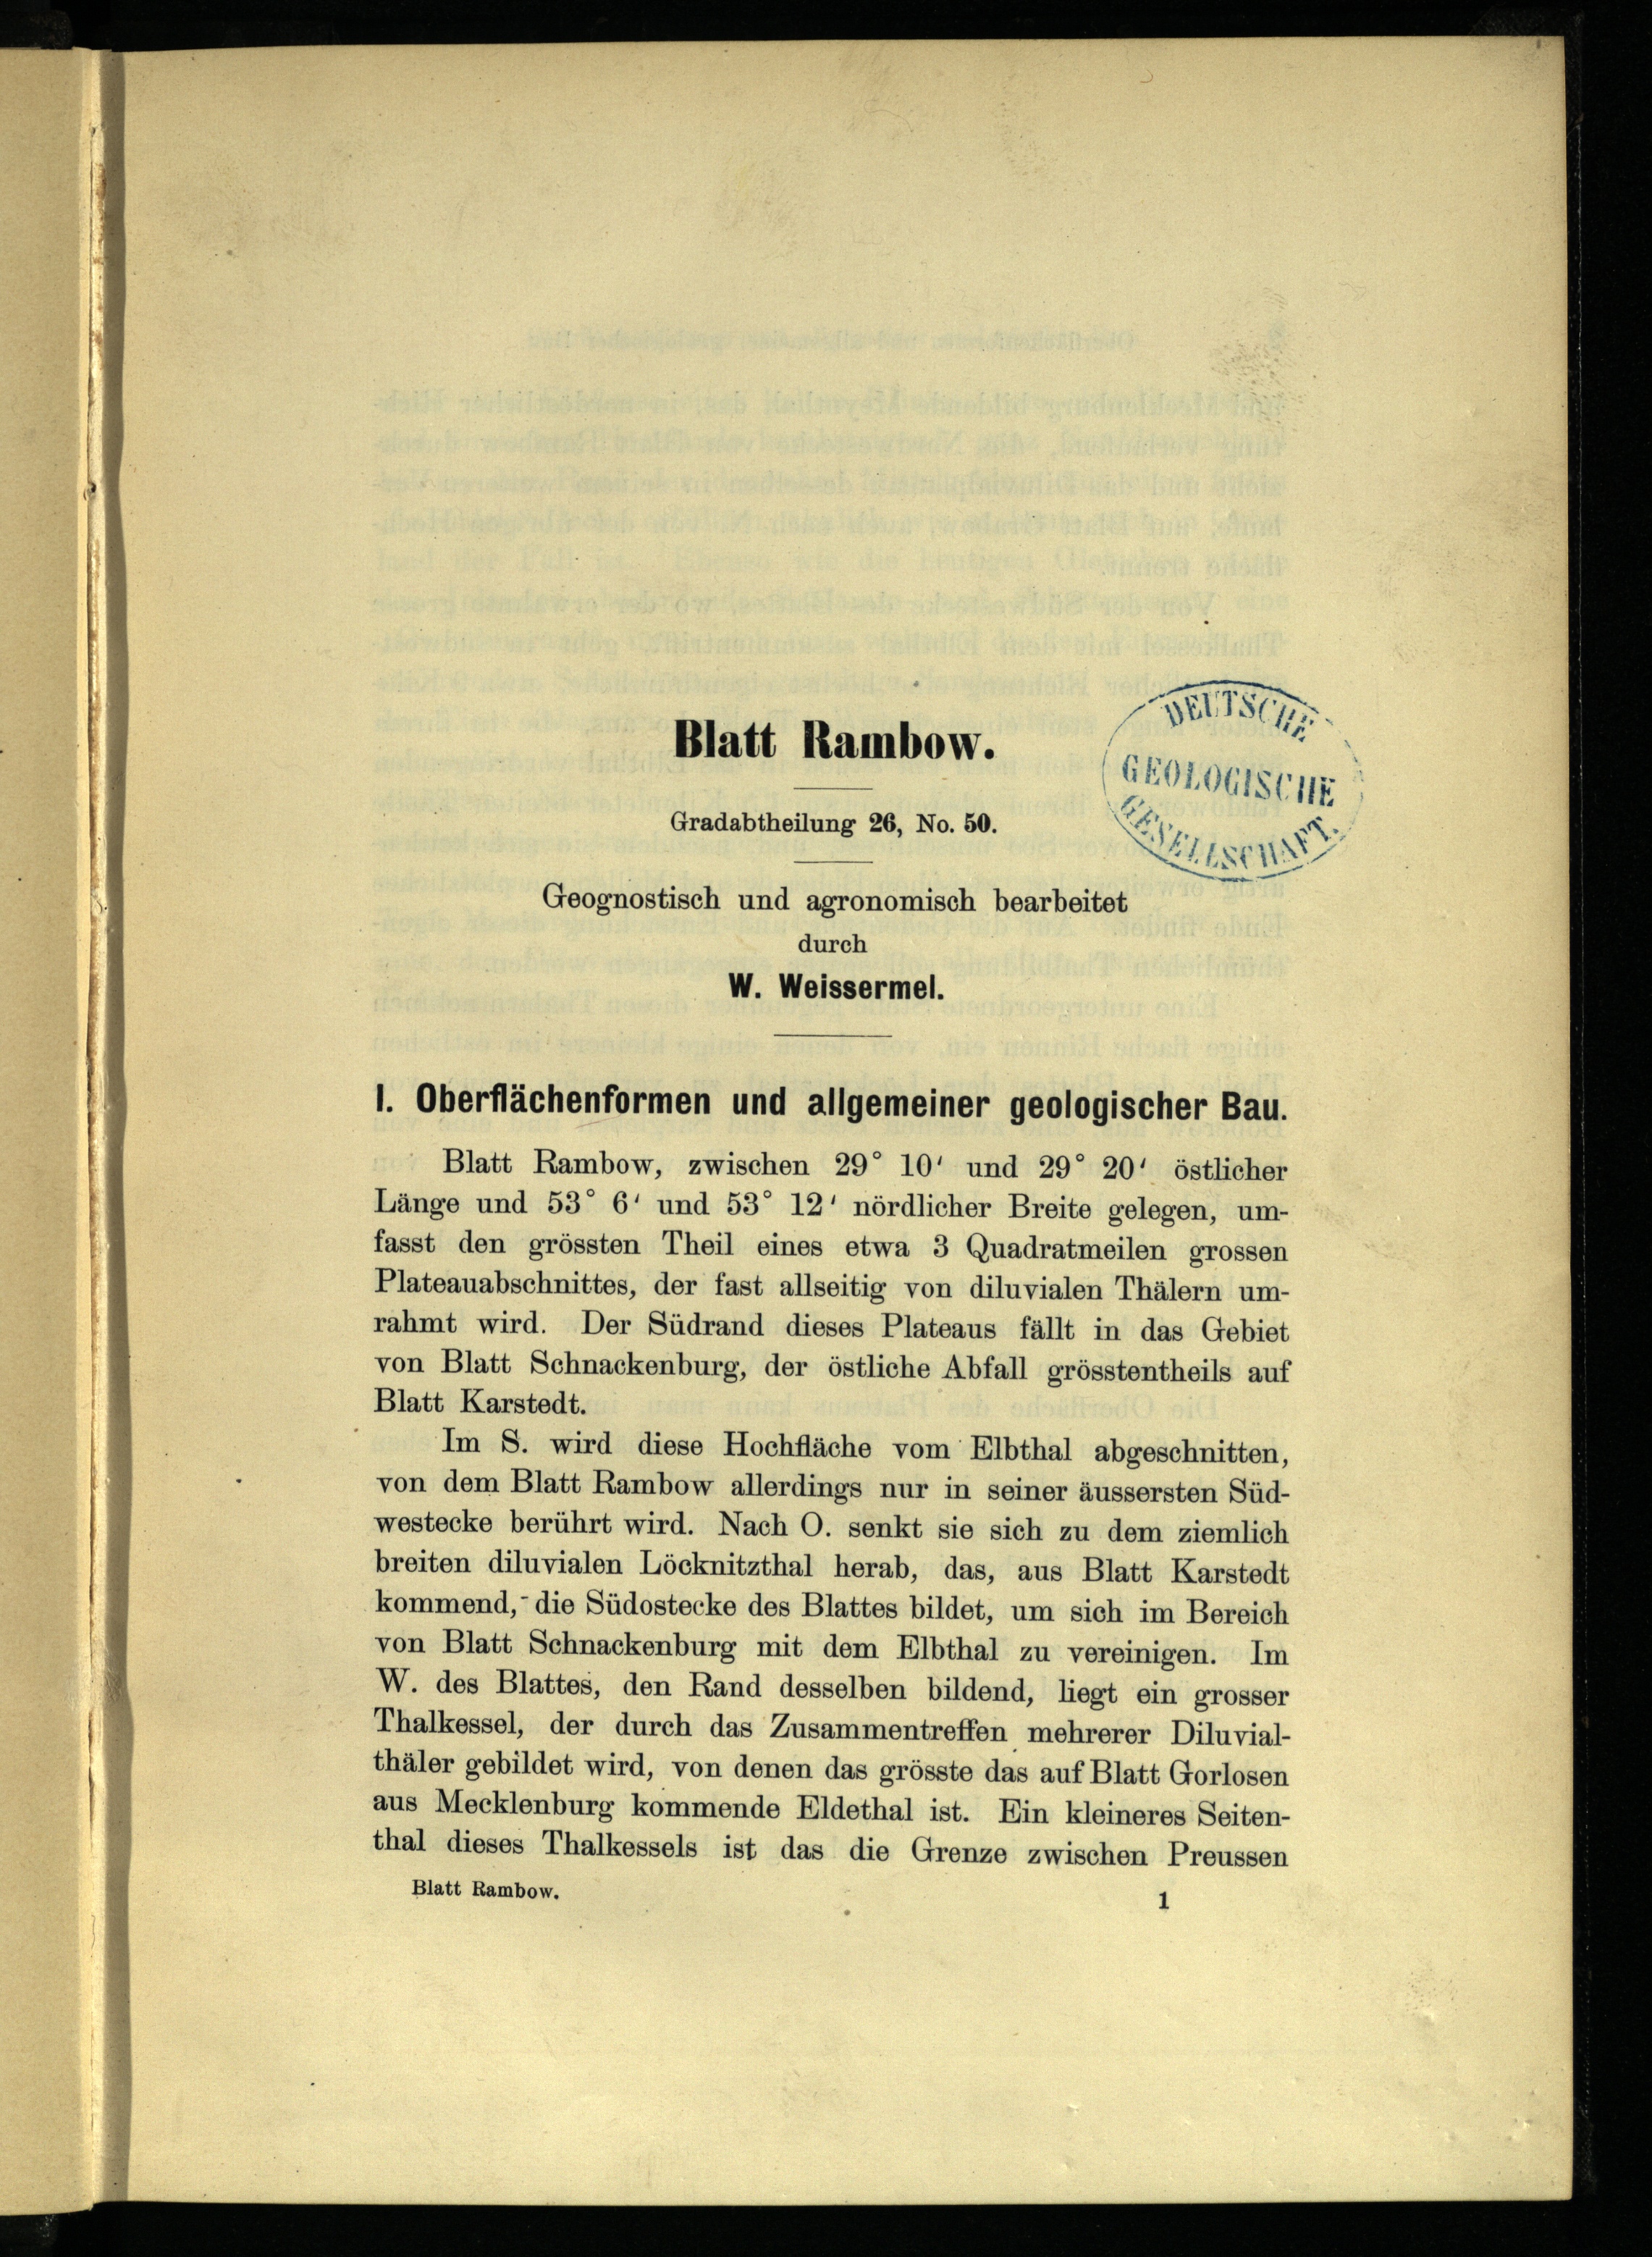 Blatt Rambow.
DEUTSCHE
GEOLOGISCHE
GESELLSCHAFT.
Gradabtheilung 26, No. 50.
Geognostisch und agronomisch bearbeitet
durch
W. Weissermel.
I. Oberflächenformen und allgemeiner geologischer Bau.
Blatt Rambow, zwischen 29° 10' und 29° 20' östlicher
Länge und 53° 6' und 53° 12' nördlicher Breite gelegen, um-
fasst den grössten Theil eines etwa 3 Quadratmeilen grossen
Plateauabschnittes, der fast allseitig von diluvialen Thälern um-
rahmt wird. Der Südrand dieses Plateaus fällt in das Gebiet
von Blatt Schnackenburg, der östliche Abfall grösstentheils auf
Blatt Karstedt.
Im S. wird diese Hochfläche vom Elbthal abgeschnitten,
von dem Blatt Rambow allerdings nur in seiner äussersten Süd-
westecke berührt wird. Nach O. senkt sie sich zu dem ziemlich
breiten diluvialen Löcknitzthal herab, das, aus Blatt Karstedt
kommend, die Südostecke des Blattes bildet, um sich im Bereich
von Blatt Schnackenburg mit dem Elbthal zu vereinigen. Im
W. des Blattes, den Rand desselben bildend, liegt ein grosser
Thalkessel, der durch das Zusammentreffen mehrerer Diluvial-
thäler gebildet wird, von denen das grösste das auf Blatt Gorlosen
aus Mecklenburg kommende Eldethal ist. Ein kleineres Seiten-
thal dieses Thalkessels ist das die Grenze zwischen Preussen
Blatt Rambow.
1